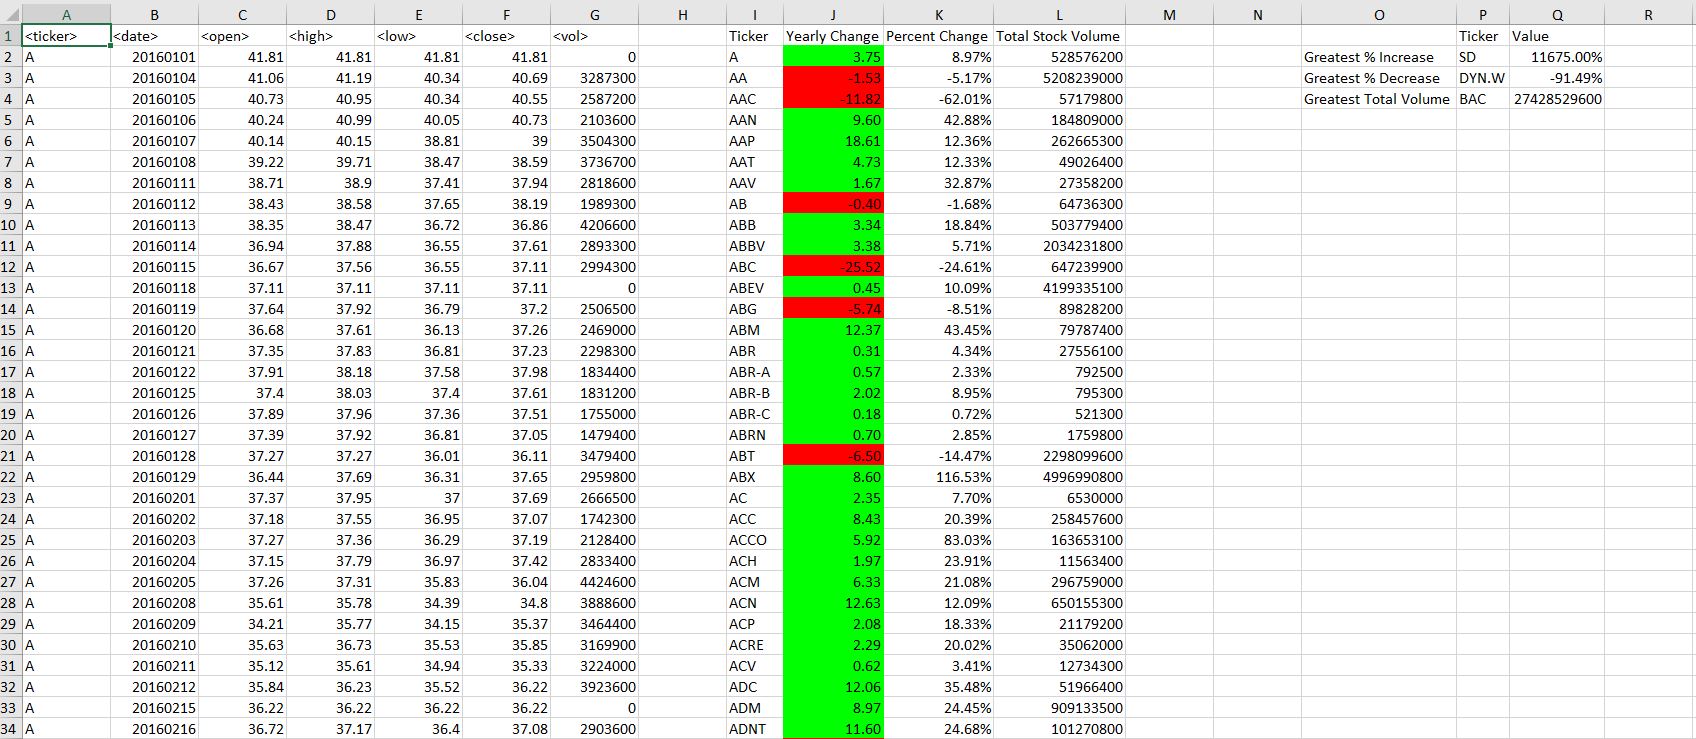 A B C D E F G H I J K L M N O P Q R
1 <ticker> <date> <open> <high> <low> <close> <vol> Ticker Yearly Change Percent Change Total Stock Volume Ticker Value
2 A 20160101 41.81 41.81 41.81 41.81 0 A 3.75 8.97% 528576200 Greatest % Increase SD 11675.00%
3 A 20160104 41.06 41.19 40.34 40.69 3287300 AA -1.53 -5.17% 5208239000 Greatest % Decrease DYN.W -91.49%
4 A 20160105 40.73 40.95 40.34 40.55 2587200 AAC -11.82 -62.01% 57179800 Greatest Total Volume BAC 27428529600
5 A 20160106 40.24 40.99 40.05 40.73 2103600 AAN 9.60 42.88% 184809000
6 A 20160107 40.14 40.15 38.81 39 3504300 AAP 18.61 12.36% 262665300
7 A 20160108 39.22 39.71 38.47 38.59 3736700 AAT 4.73 12.33% 49026400
8 A 20160111 38.71 38.9 37.41 37.94 2818600 AAV 1.67 32.87% 27358200
9 A 20160112 38.43 38.58 37.65 38.19 1989300 AB -0.40 -1.68% 64736300
10 A 20160113 38.35 38.47 36.72 36.86 4206600 ABB 3.34 18.84% 503779400
11 A 20160114 36.94 37.88 36.55 37.61 2893300 ABBV 3.38 5.71% 2034231800
12 A 20160115 36.67 37.56 36.55 37.11 2994300 ABC -25.52 -24.61% 647239900
13 A 20160118 37.11 37.11 37.11 37.11 0 ABEV 0.45 10.09% 4199335100
14 A 20160119 37.64 37.92 36.79 37.2 2506500 ABG -5.74 -8.51% 89828200
15 A 20160120 36.68 37.61 36.13 37.26 2469000 ABM 12.37 43.45% 79787400
16 A 20160121 37.35 37.83 36.81 37.23 2298300 ABR 0.31 4.34% 27556100
17 A 20160122 37.91 38.18 37.58 37.98 1834400 ABR-A 0.57 2.33% 792500
18 A 20160125 37.4 38.03 37.4 37.61 1831200 ABR-B 2.02 8.95% 795300
19 A 20160126 37.89 37.96 37.36 37.51 1755000 ABR-C 0.18 0.72% 521300
20 A 20160127 37.39 37.92 36.81 37.05 1479400 ABRN 0.70 2.85% 1759800
21 A 20160128 37.27 37.27 36.01 36.11 3479400 ABT -6.50 -14.47% 2298099600
22 A 20160129 36.44 37.69 36.31 37.65 2959800 ABX 8.60 116.53% 4996990800
23 A 20160201 37.37 37.95 37 37.69 2666500 AC 2.35 7.70% 6530000
24 A 20160202 37.18 37.55 36.95 37.07 1742300 ACC 8.43 20.39% 258457600
25 A 20160203 37.27 37.36 36.29 37.19 2128400 ACCO 5.92 83.03% 163653100
26 A 20160204 37.15 37.79 36.97 37.42 2833400 ACH 1.97 23.91% 11563400
27 A 20160205 37.26 37.31 35.83 36.04 4424600 ACM 6.33 21.08% 296759000
28 A 20160208 35.61 35.78 34.39 34.8 3888600 ACN 12.63 12.09% 650155300
29 A 20160209 34.21 35.77 34.15 35.37 3464400 ACP 2.08 18.33% 21179200
30 A 20160210 35.63 36.73 35.53 35.85 3169900 ACRE 2.29 20.02% 35062000
31 A 20160211 35.12 35.61 34.94 35.33 3224000 ACV 0.62 3.41% 12734300
32 A 20160212 35.84 36.23 35.52 36.22 3923600 ADC 12.06 35.48% 51966400
33 A 20160215 36.22 36.22 36.22 36.22 0 ADM 8.97 24.45% 909133500
34 A 20160216 36.72 37.17 36.4 37.08 2903600 ADNT 11.60 24.68% 101270800